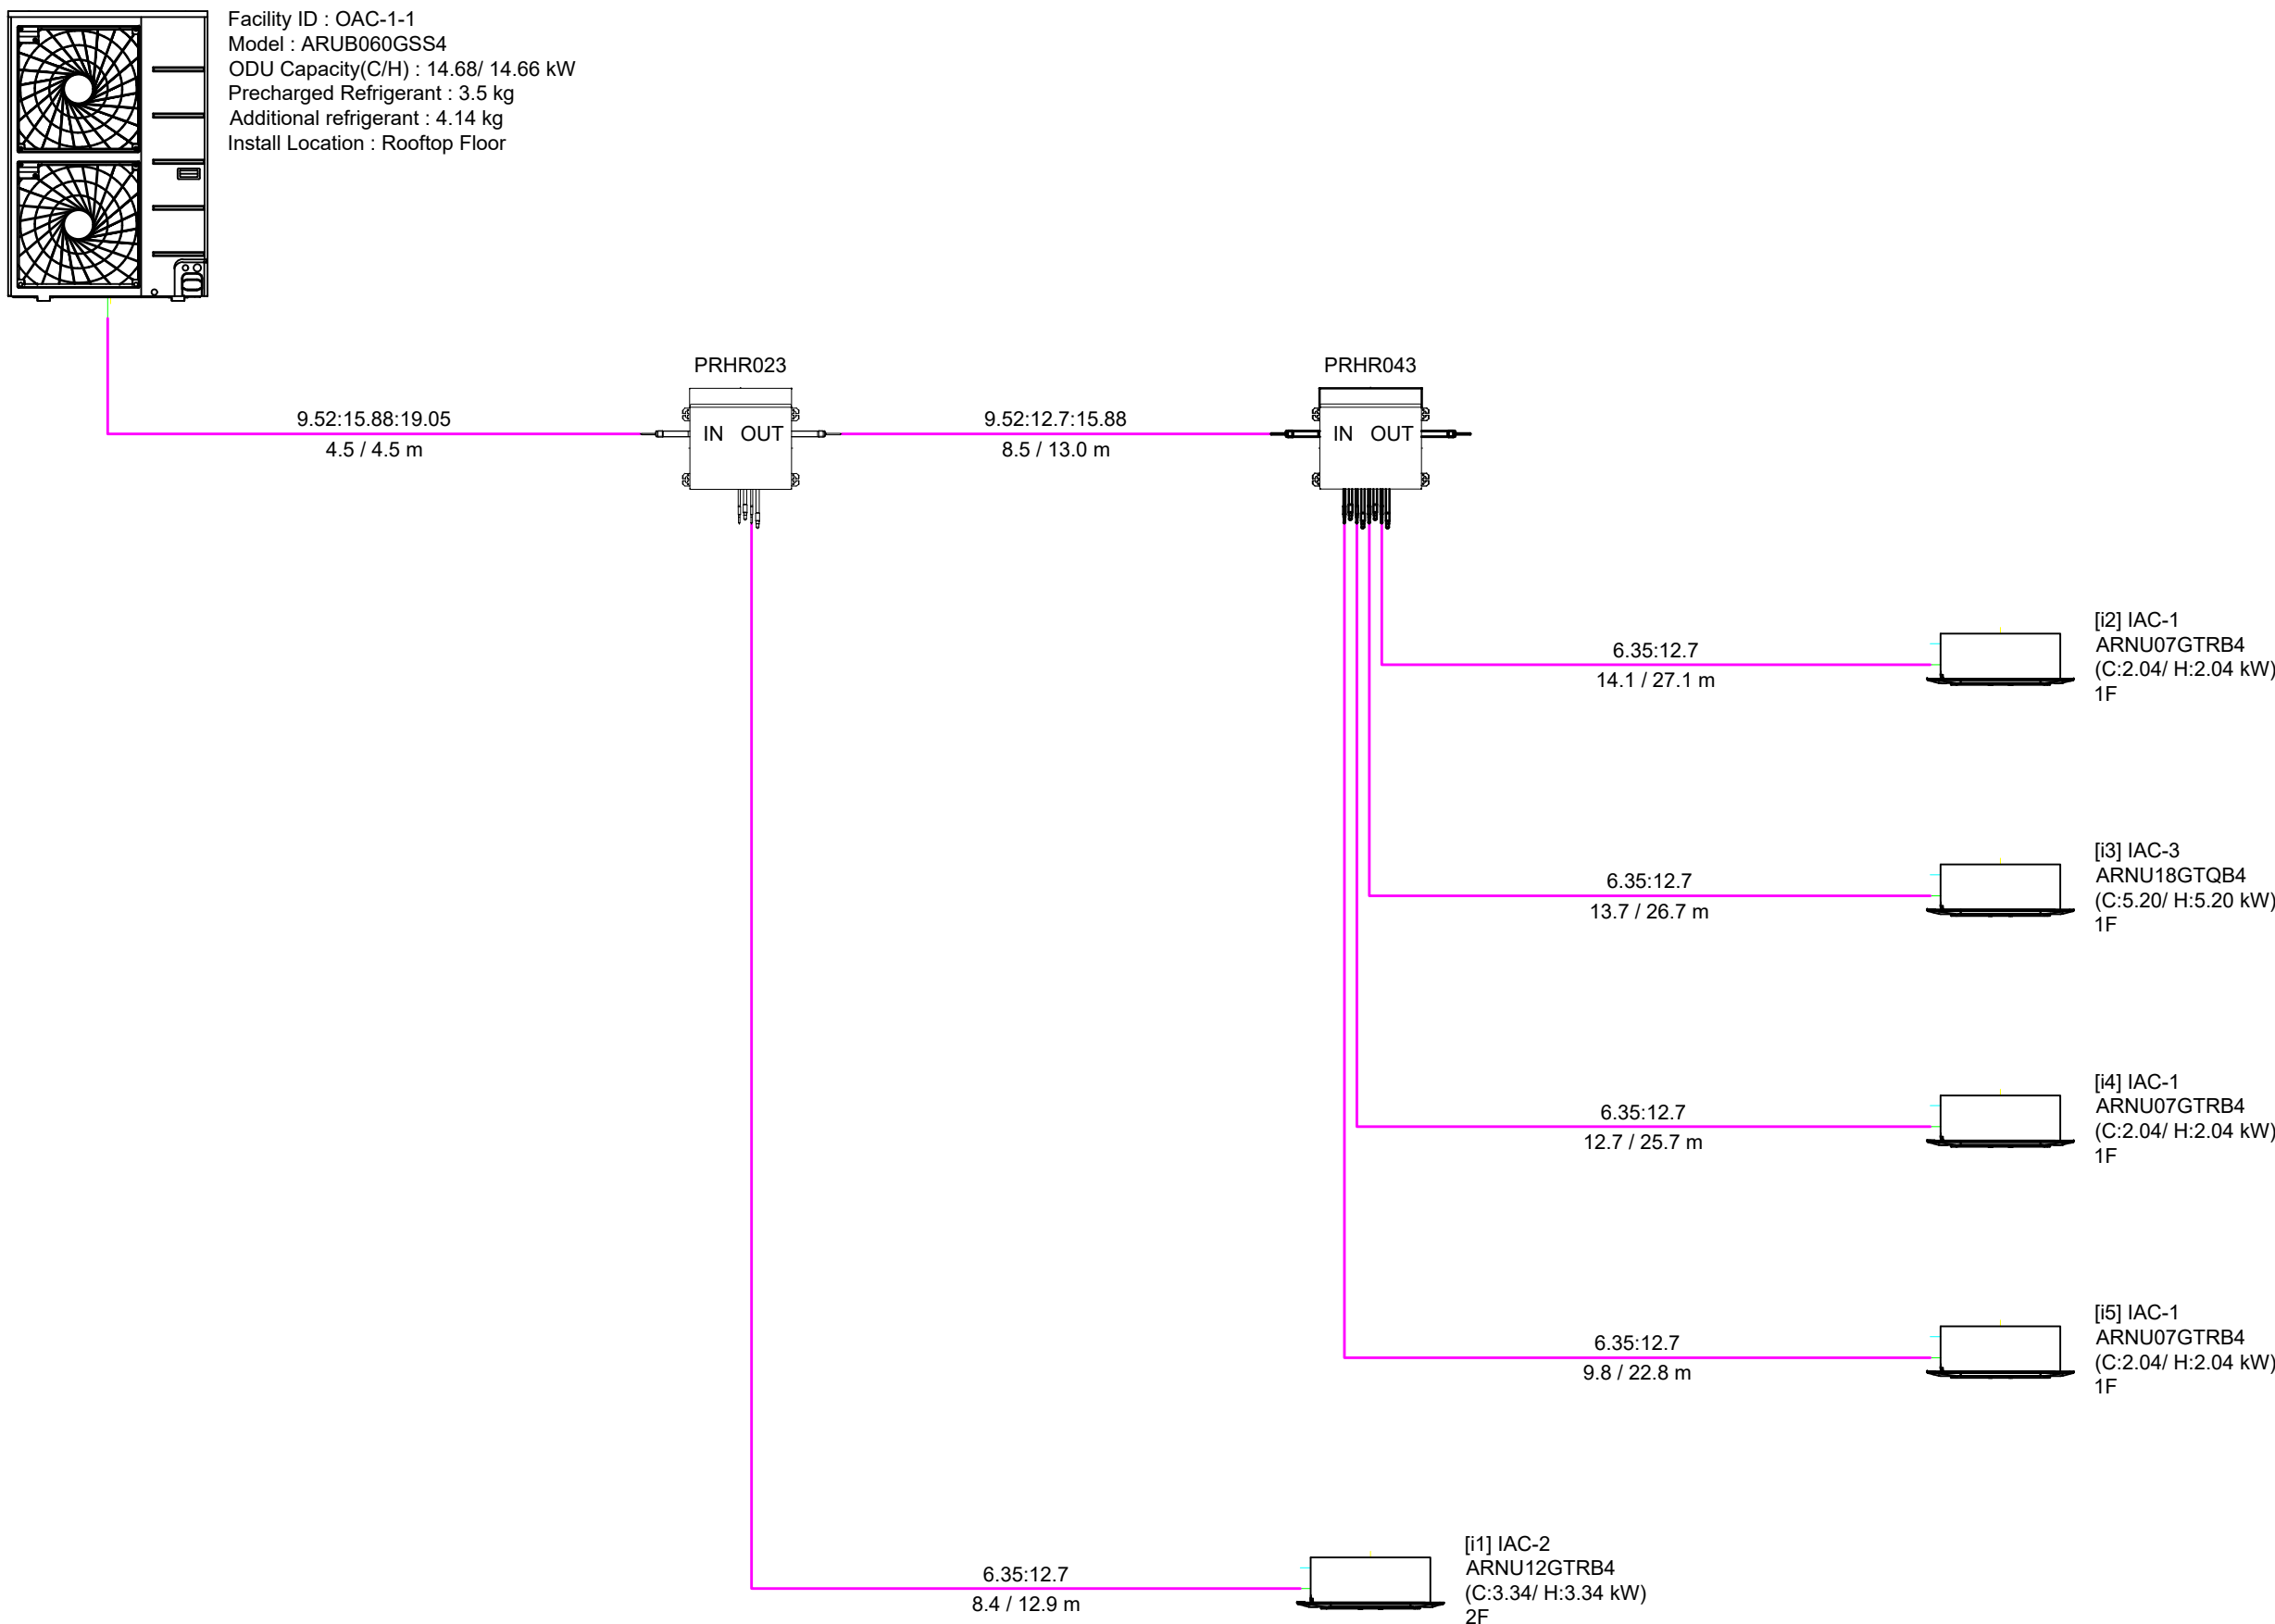 Facility ID : OAC-1-1
Model : ARUB060GSS4
ODU Capacity(C/H) : 14.68/ 14.66 kW
Precharged Refrigerant : 3.5 kg
Additional refrigerant : 4.14 kg
Install Location : Rooftop Floor
PRHR023
PRHR043
9.52:15.88:19.05
4.5 / 4.5 m
IN OUT
9.52:12.7:15.88
8.5 / 13.0 m
IN OUT
6.35:12.7
14.1 / 27.1 m
[i2] IAC-1
ARNU07GTRB4
(C:2.04/ H:2.04 kW)
1F
6.35:12.7
13.7 / 26.7 m
[i3] IAC-3
ARNU18GTQB4
(C:5.20/ H:5.20 kW)
1F
6.35:12.7
12.7 / 25.7 m
[i4] IAC-1
ARNU07GTRB4
(C:2.04/ H:2.04 kW)
1F
6.35:12.7
9.8 / 22.8 m
[i5] IAC-1
ARNU07GTRB4
(C:2.04/ H:2.04 kW)
1F
6.35:12.7
8.4 / 12.9 m
[i1] IAC-2
ARNU12GTRB4
(C:3.34/ H:3.34 kW)
2F